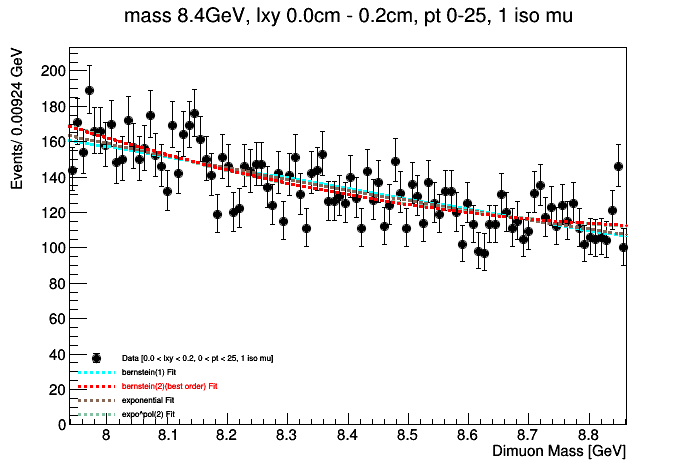 mass 8.4GeV, lxy 0.0cm - 0.2cm, pt 0-25, 1 iso mu
Events/ 0.00924 GeV
200
180
160
140
120
100
80
60
40
20
0
Data [0.0 < lxy < 0.2, 0 < pt < 25, 1 iso mu]
bernstein(1) Fit
bernstein(2)(best order) Fit
exponential Fit
expo*pol(2) Fit
8 8.1 8.2 8.3 8.4 8.5 8.6 8.7 8.8
Dimuon Mass [GeV]